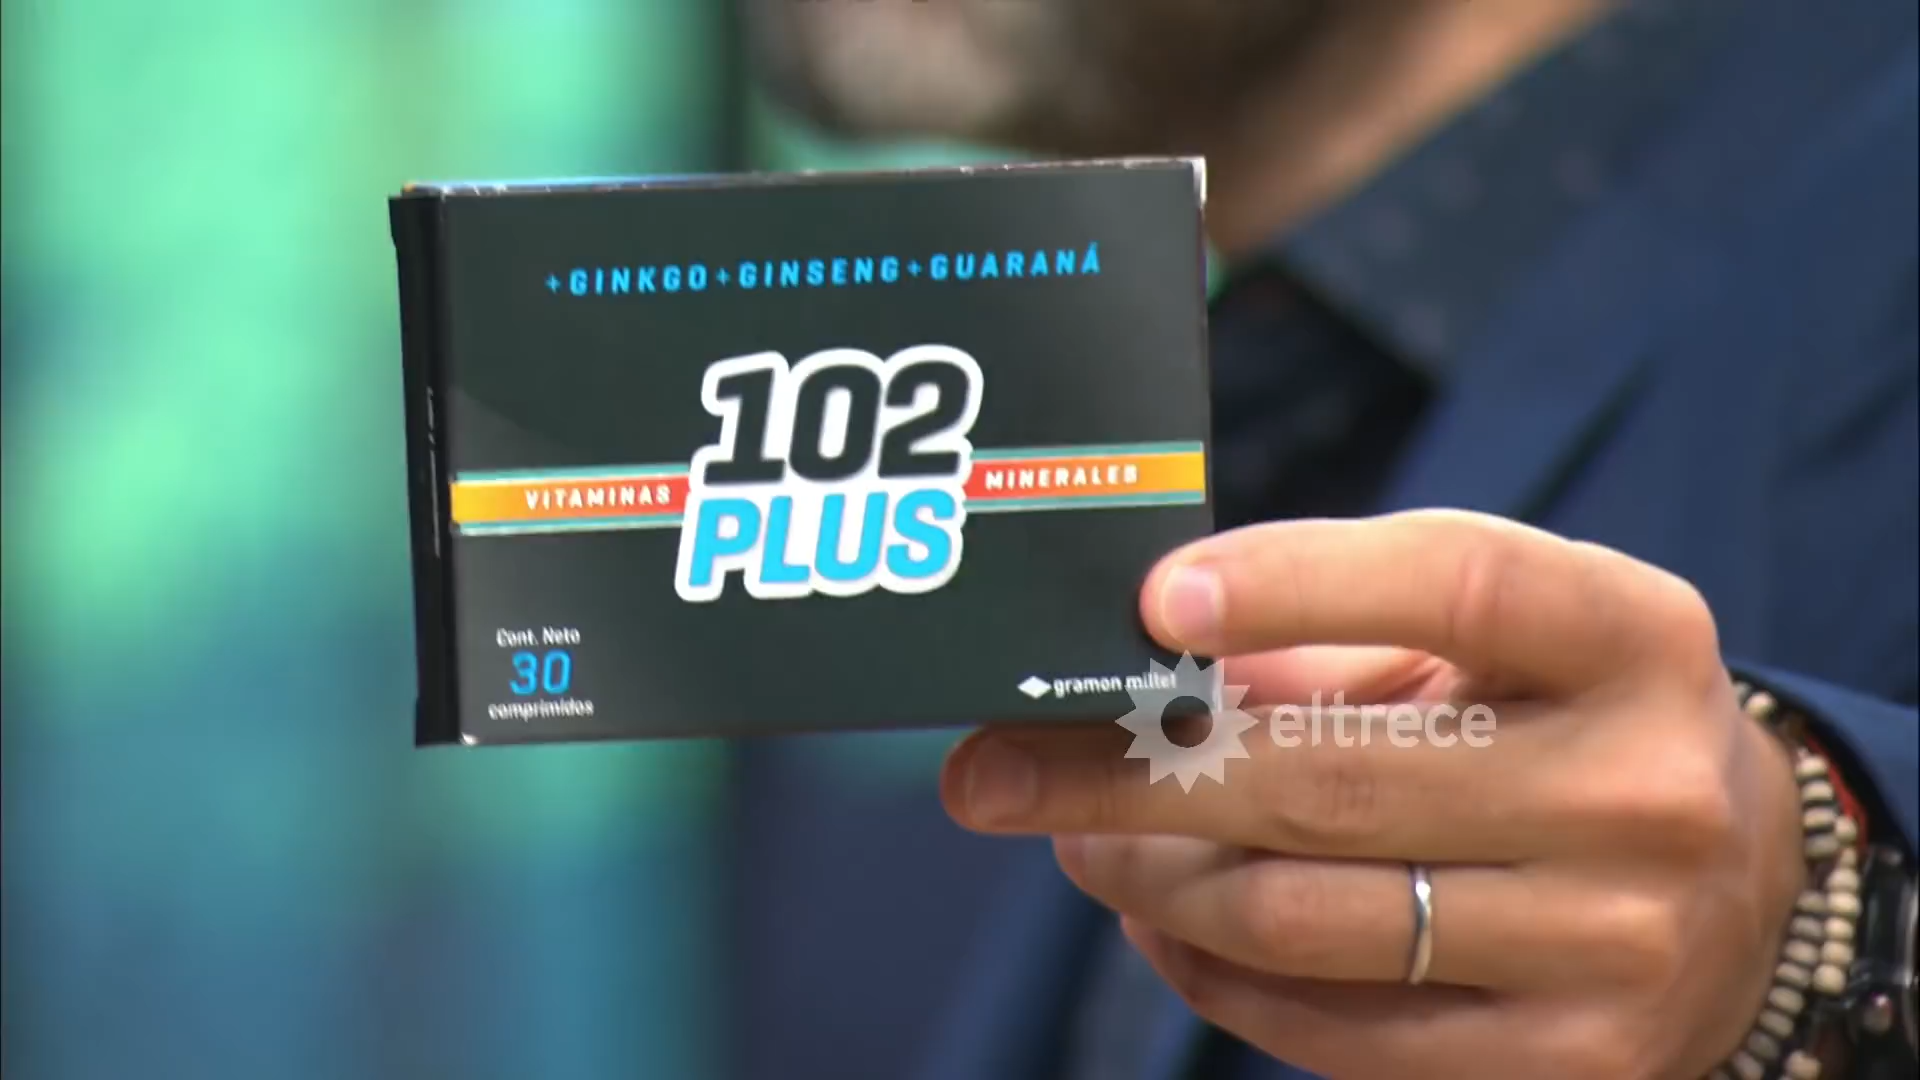 +GINKGO+GINSENG+GUARANÁ
102
VITAMINAS
MINERALES
PLUS
Cont. Neto
30
comprimidos
gramon millet
eltrece